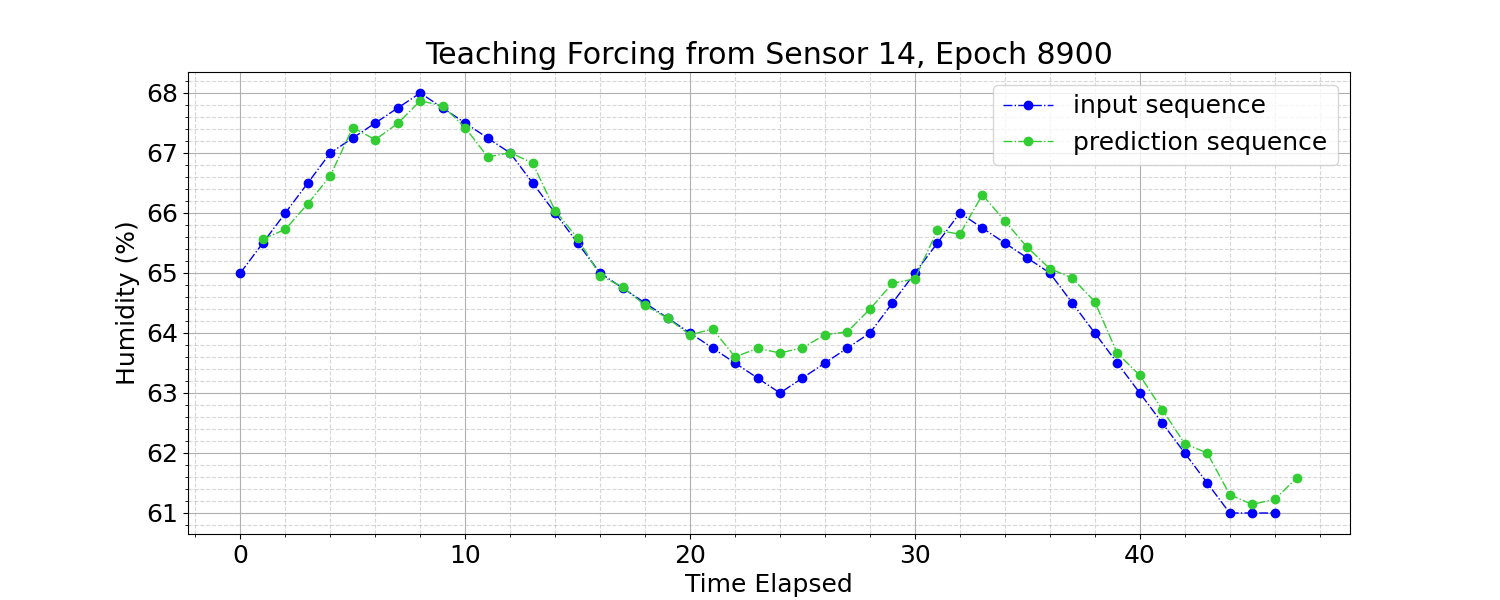 Teaching Forcing from Sensor 14, Epoch 8900
input sequence
prediction sequence
Humidity (%)
68
67
66
65
64
63
62
61
0 10 20 30 40
Time Elapsed